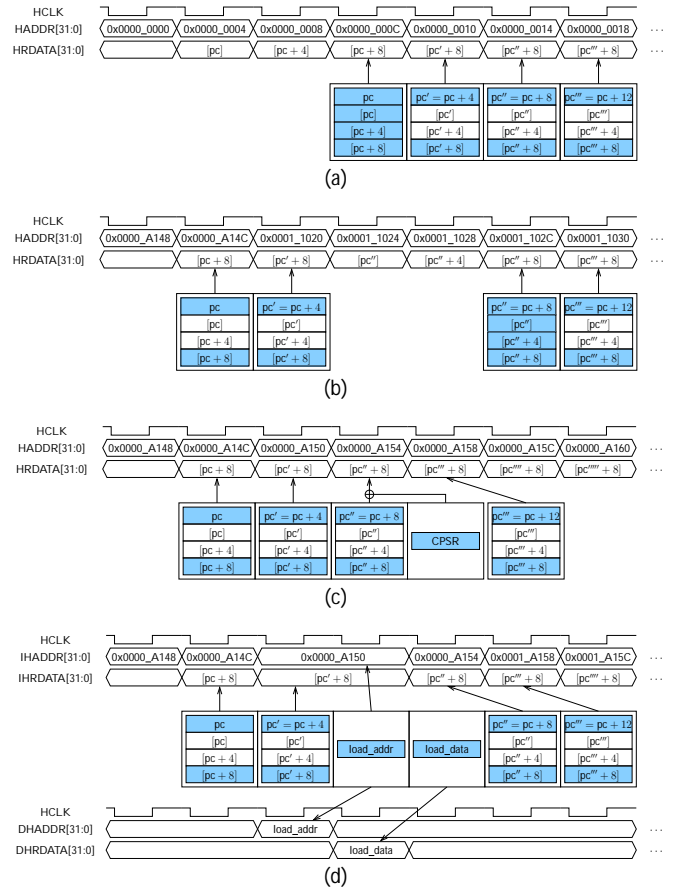 HCLK
HADDR[31:0] 0x0000_0000 0x0000_0004 0x0000_0008 0x0000_000C 0x0000_0010 0x0000_0014 0x0000_0018 ...
HRDATA[31:0] [pc] [pc + 4] [pc + 8] [pc′ + 8] [pc″ + 8] [pc‴ + 8] ...
pc pc′ = pc + 4 pc″ = pc + 8 pc‴ = pc + 12
[pc] [pc′] [pc″] [pc‴]
[pc + 4] [pc′ + 4] [pc″ + 4] [pc‴ + 4]
[pc + 8] [pc′ + 8] [pc″ + 8] [pc‴ + 8]
(a)
HCLK
HADDR[31:0] 0x0000_A148 0x0000_A14C 0x0001_1020 0x0001_1024 0x0001_1028 0x0001_102C 0x0001_1030 ...
HRDATA[31:0] [pc + 8] [pc′ + 8] [pc″] [pc″ + 4] [pc″ + 8] [pc‴ + 8] ...
pc pc′ = pc + 4 pc″ = pc + 8 pc‴ = pc + 12
[pc] [pc′] [pc″] [pc‴]
[pc + 4] [pc′ + 4] [pc″ + 4] [pc‴ + 4]
[pc + 8] [pc′ + 8] [pc″ + 8] [pc‴ + 8]
(b)
HCLK
HADDR[31:0] 0x0000_A148 0x0000_A14C 0x0000_A150 0x0000_A154 0x0000_A158 0x0000_A15C 0x0000_A160 ...
HRDATA[31:0] [pc + 8] [pc′ + 8] [pc″ + 8] [pc‴ + 8] [pc⁗ + 8] [pc‴″ + 8] ...
pc pc′ = pc + 4 pc″ = pc + 8 pc‴ = pc + 12
[pc] [pc′] [pc″] CPSR [pc‴]
[pc + 4] [pc′ + 4] [pc″ + 4] [pc‴ + 4]
[pc + 8] [pc′ + 8] [pc″ + 8] [pc‴ + 8]
(c)
HCLK
IHADDR[31:0] 0x0000_A148 0x0000_A14C 0x0000_A150 0x0000_A154 0x0001_A158 0x0001_A15C ...
IHRDATA[31:0] [pc + 8] [pc′ + 8] [pc″ + 8] [pc‴ + 8] [pc⁗ + 8] ...
pc pc′ = pc + 4 pc″ = pc + 8 pc‴ = pc + 12
[pc] [pc′] load_addr load_data [pc″] [pc‴]
[pc + 4] [pc′ + 4] [pc″ + 4] [pc‴ + 4]
[pc + 8] [pc′ + 8] [pc″ + 8] [pc‴ + 8]
HCLK
DHADDR[31:0] load_addr ...
DHRDATA[31:0] load_data ...
(d)